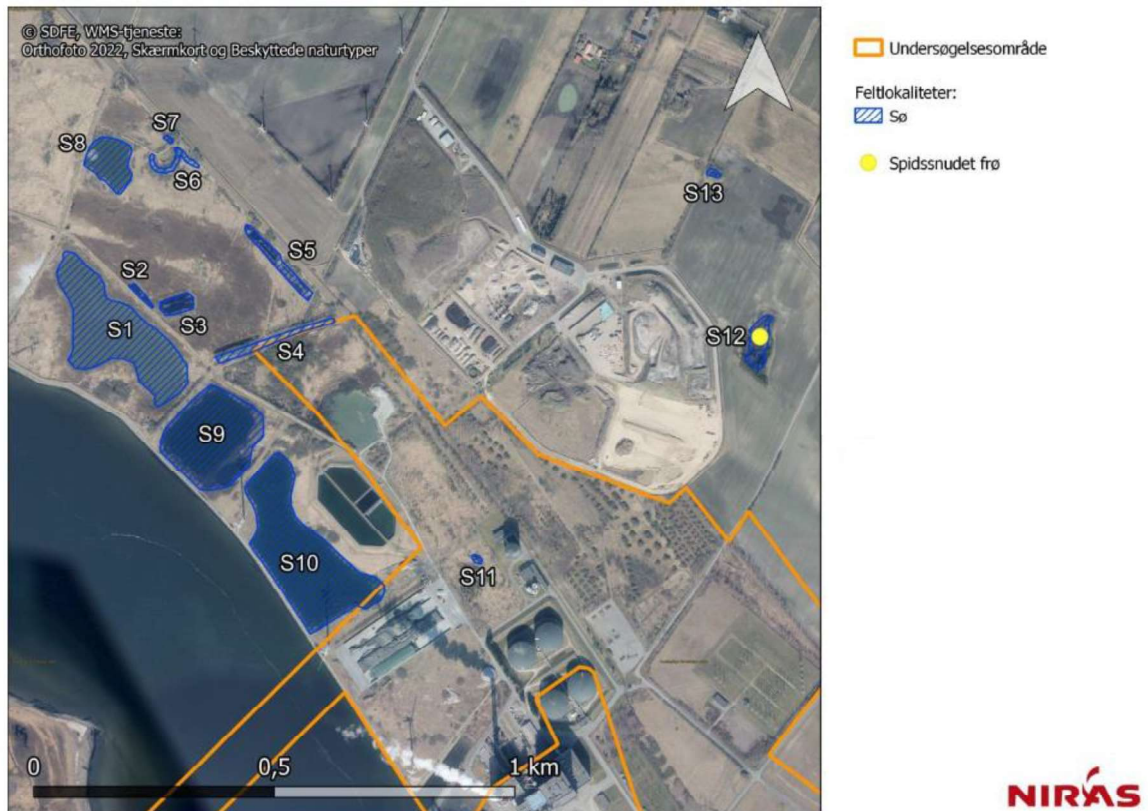 © SDFE, WMS-tjeneste:
Orthofoto 2022, Skærmkort og Beskyttede naturtyper
Undersøgelsesområde
Feltlokaliteter:
Sø
Spidssnudet frø
S7
S8
S6
S13
S5
S2
S3
S1
S12
S4
S9
S11
S10
0
0,5
1 km
NIRAS